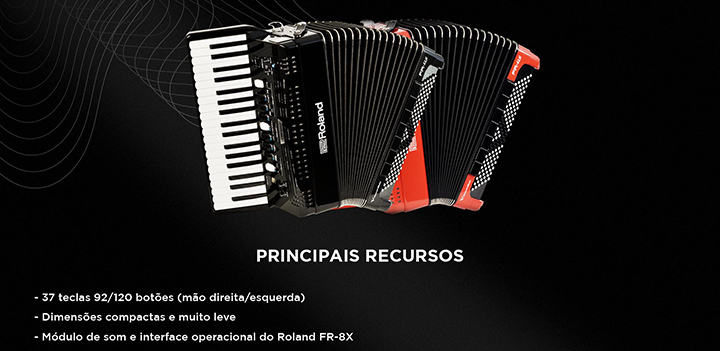 Roland
PRINCIPAIS RECURSOS
- 37 teclas 92/120 botões (mão direita/esquerda)
- Dimensões compactas e muito leve
- Módulo de som e interface operacional do Roland FR-8X